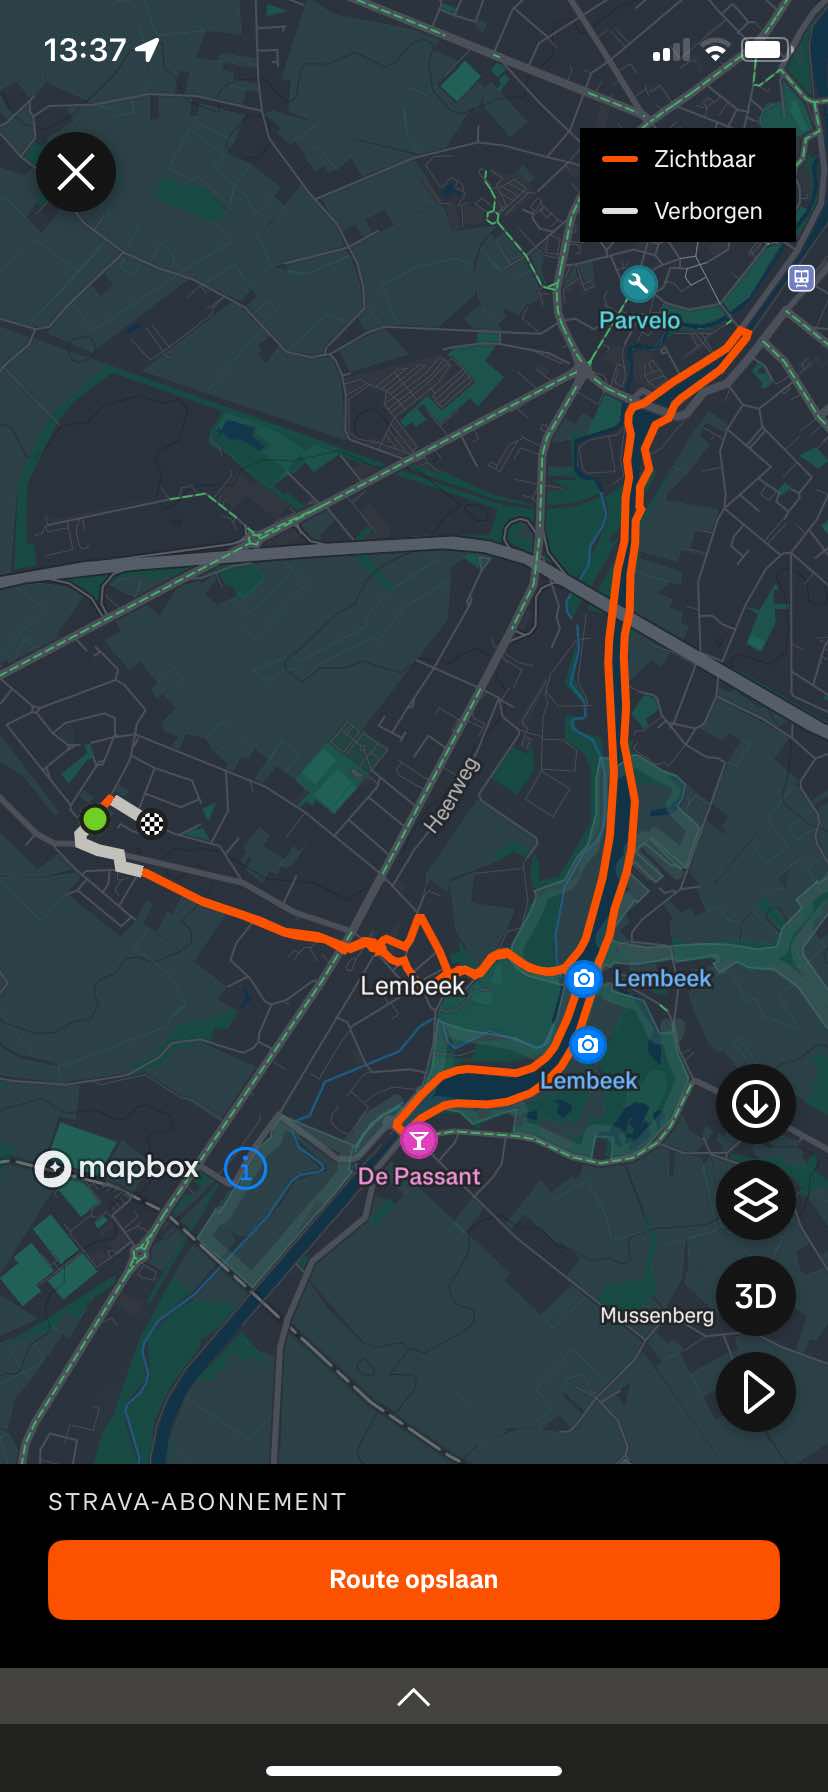 13:37
Zichtbaar
Verborgen
Parvelo
Heerweg
Lembeek
Lembeek
Lembeek
mapbox
i
De Passant
3D
Mussenberg
STRAVA-ABONNEMENT
Route opslaan